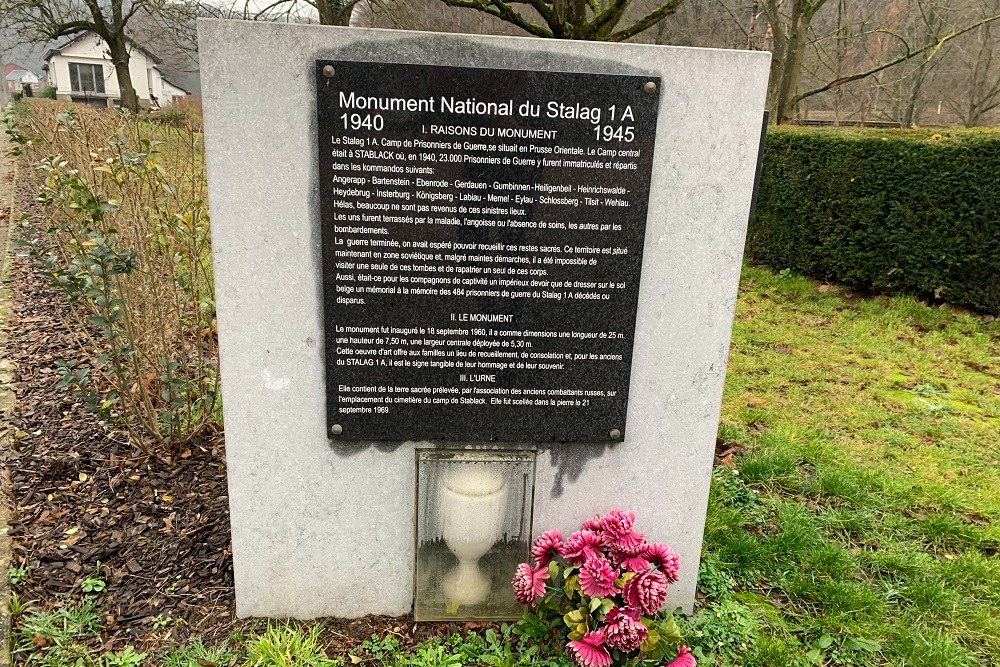 Monument National du Stalag 1 A
1940 I. RAISONS DU MONUMENT 1945
Le Stalag 1 A, Camp de Prisonniers de Guerre,se situait en Prusse Orientale. Le Camp central
était à STABLACK où, en 1940, 23.000 Prisonniers de Guerre y furent immatriculés et répartis
dans les kommandos suivants:
Angerapp - Bartenstein - Ebenrode - Gerdauen - Gumbinnen - Heiligenbeil - Heinrichswalde -
Heydebrug - Insterburg - Königsberg - Labiau - Memel - Eylau - Schlossberg - Tilsit - Wehlau.
Hélas, beaucoup ne sont pas revenus de ces sinistres lieux.
Les uns furent terrassés par la maladie, l'angoisse ou l'absence de soins, les autres par les
bombardements.
La guerre terminée, on avait espéré pouvoir recueillir ces restes sacrés. Ce territoire est situé
maintenant en zone soviétique et, malgré maintes démarches, il a été impossible de
visiter une seule de ces tombes et de rapatrier un seul de ces corps.
Aussi, était-ce pour les compagnons de captivité un impérieux devoir que de dresser sur le sol
belge un mémorial à la mémoire des 484 prisonniers de guerre du Stalag 1 A décédés ou
disparus.
II. LE MONUMENT
Le monument fut inauguré le 18 septembre 1960, il a comme dimensions une longueur de 25 m.
une hauteur de 7,50 m, une largeur centrale déployée de 5,30 m.
Cette oeuvre d'art offre aux familles un lieu de recueillement, de consolation et, pour les anciens
du STALAG 1 A, il est le signe tangible de leur hommage et de leur souvenir.
III. L'URNE
Elle contient de la terre sacrée prélevée, par l'association des anciens combattants russes, sur
l'emplacement du cimetière du camp de Stablack. Elle fut scellée dans la pierre le 21
septembre 1969.